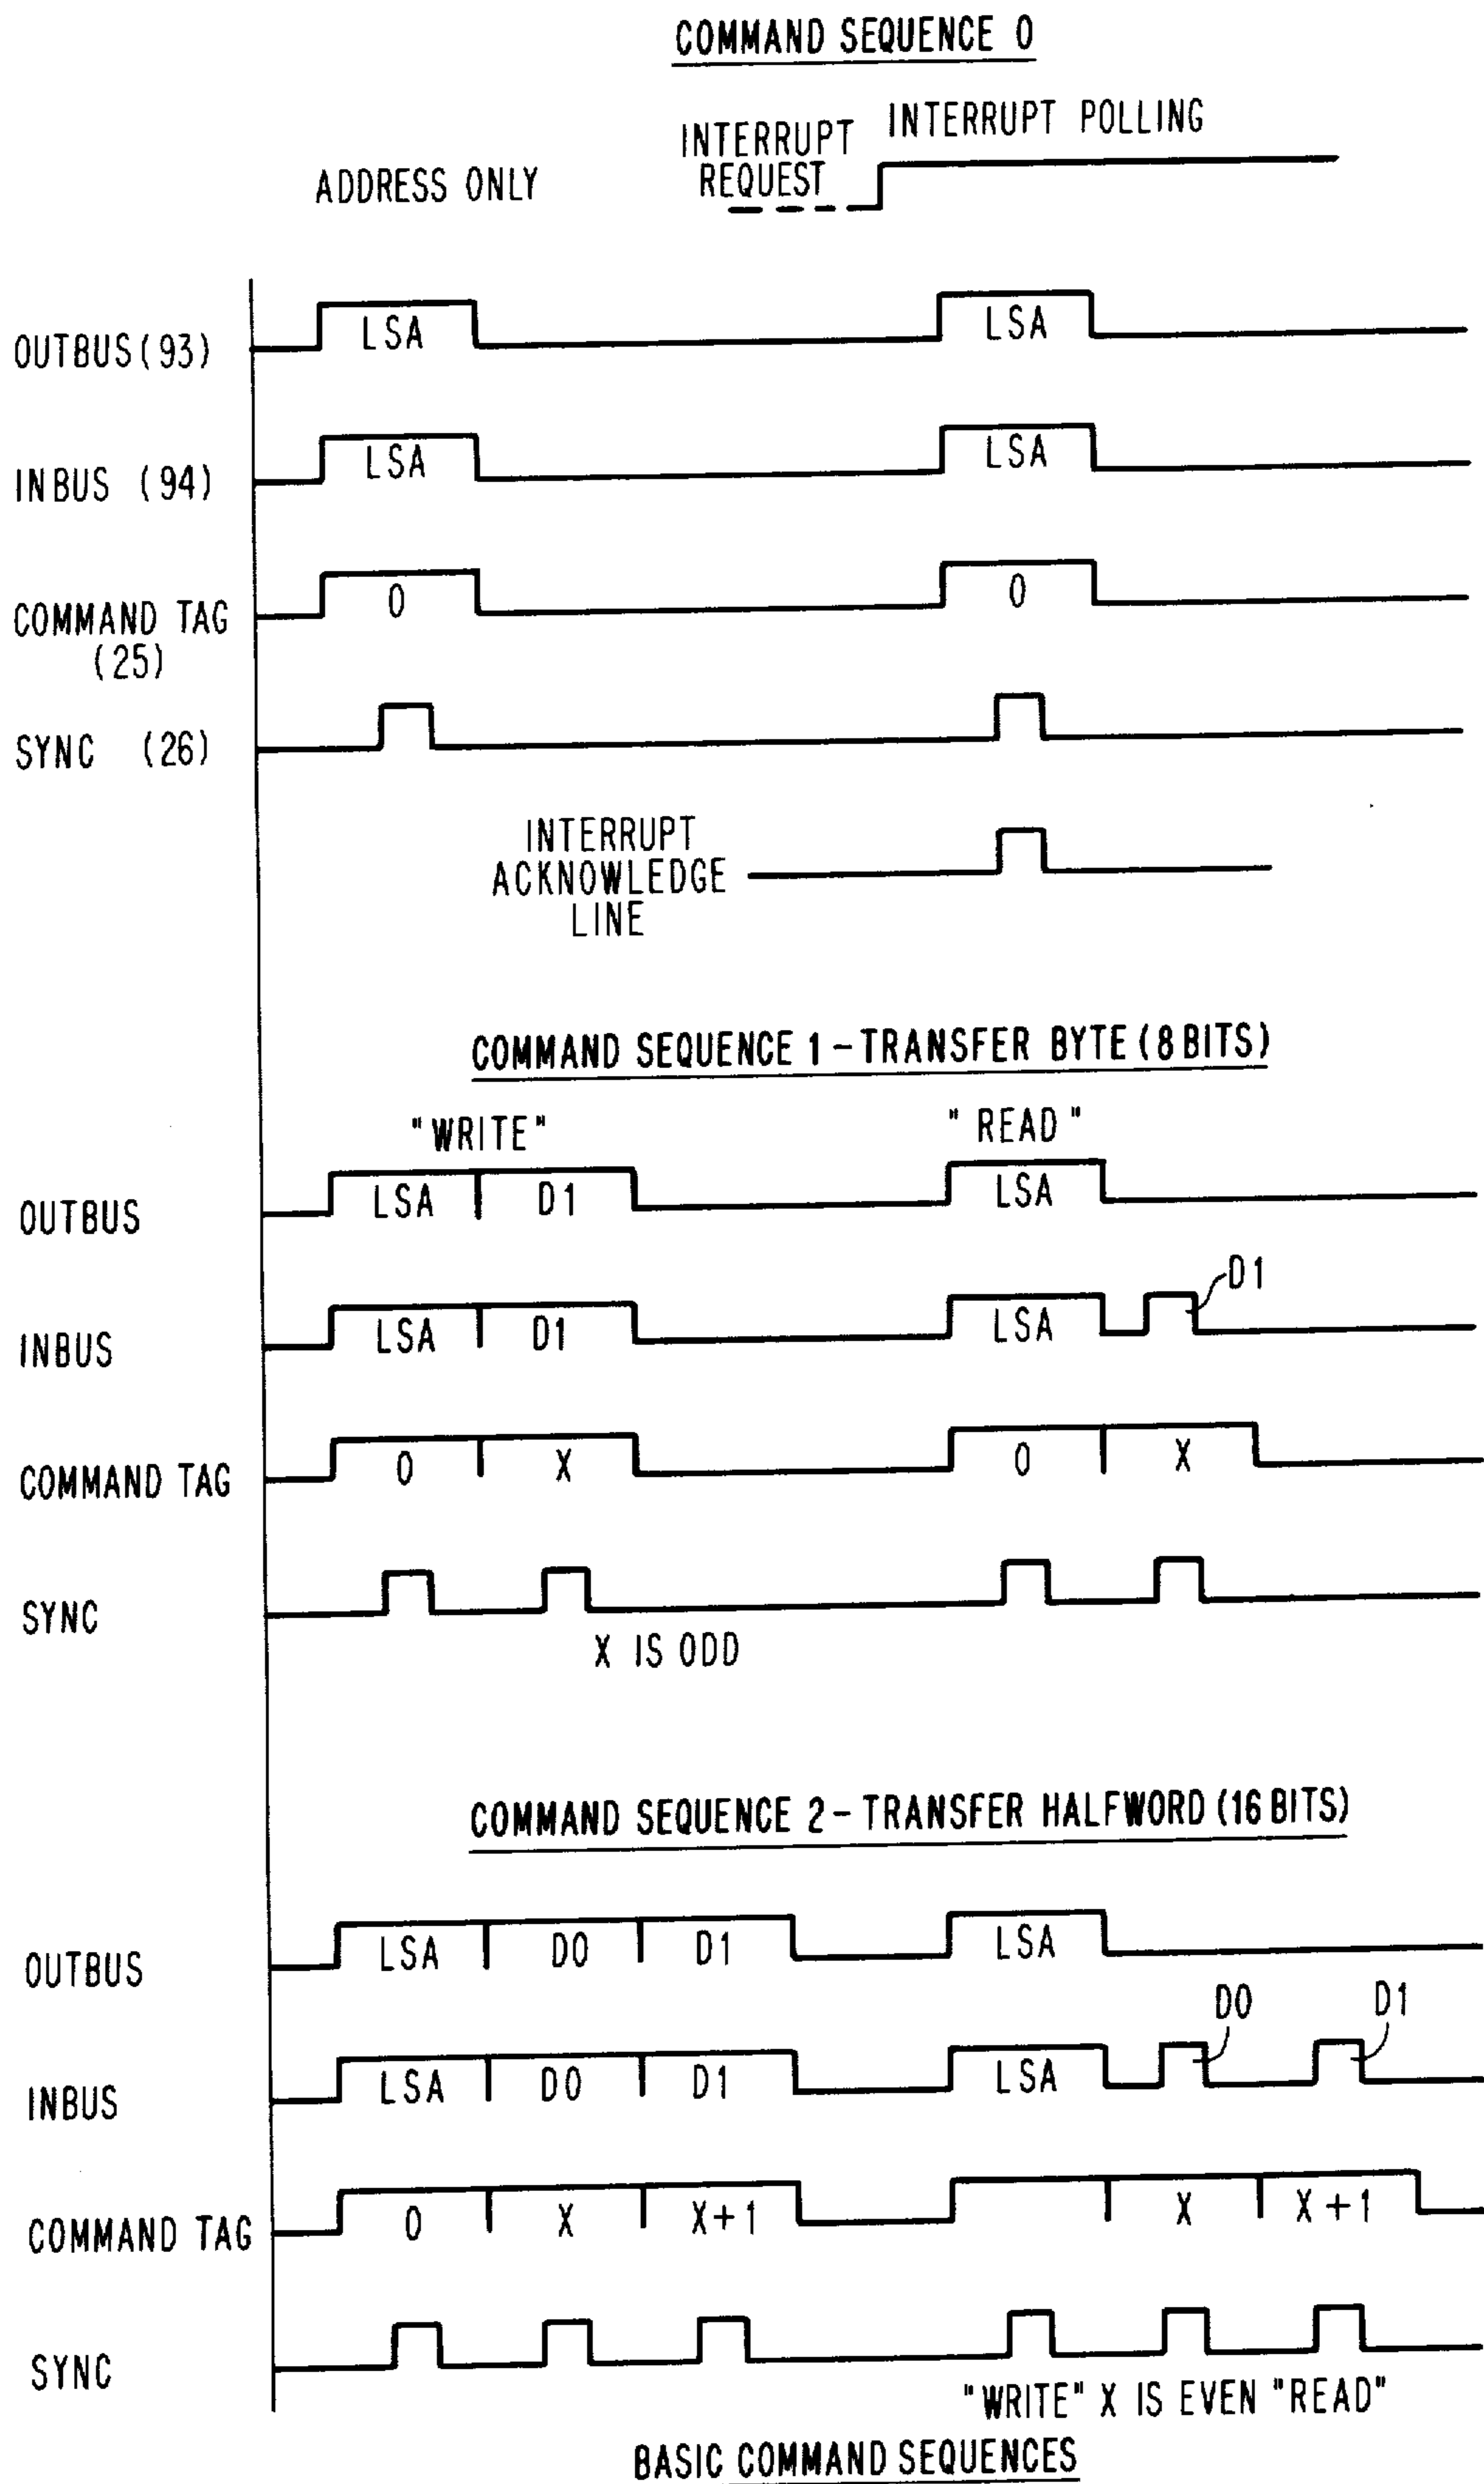 COMMAND SEQUENCE 0
INTERRUPT POLLING
INTERRUPT
REQUEST
ADDRESS ONLY
OUTBUS(93)
LSA
LSA
INBUS (94)
LSA
LSA
COMMAND TAG
(25)
0
0
SYNC (26)
INTERRUPT
ACKNOWLEDGE
LINE
COMMAND SEQUENCE 1-TRANSFER BYTE (8 BITS)
"WRITE"
"READ"
OUTBUS
LSA
D1
LSA
INBUS
LSA
D1
LSA
D1
COMMAND TAG
0
X
0
X
SYNC
X IS ODD
COMMAND SEQUENCE 2-TRANSFER HALFWORD (16 BITS)
OUTBUS
LSA
D0
D1
LSA
INBUS
LSA
D0
D1
LSA
D0
D1
COMMAND TAG
0
X
X+1
X
X+1
SYNC
"WRITE" X IS EVEN "READ"
BASIC COMMAND SEQUENCES